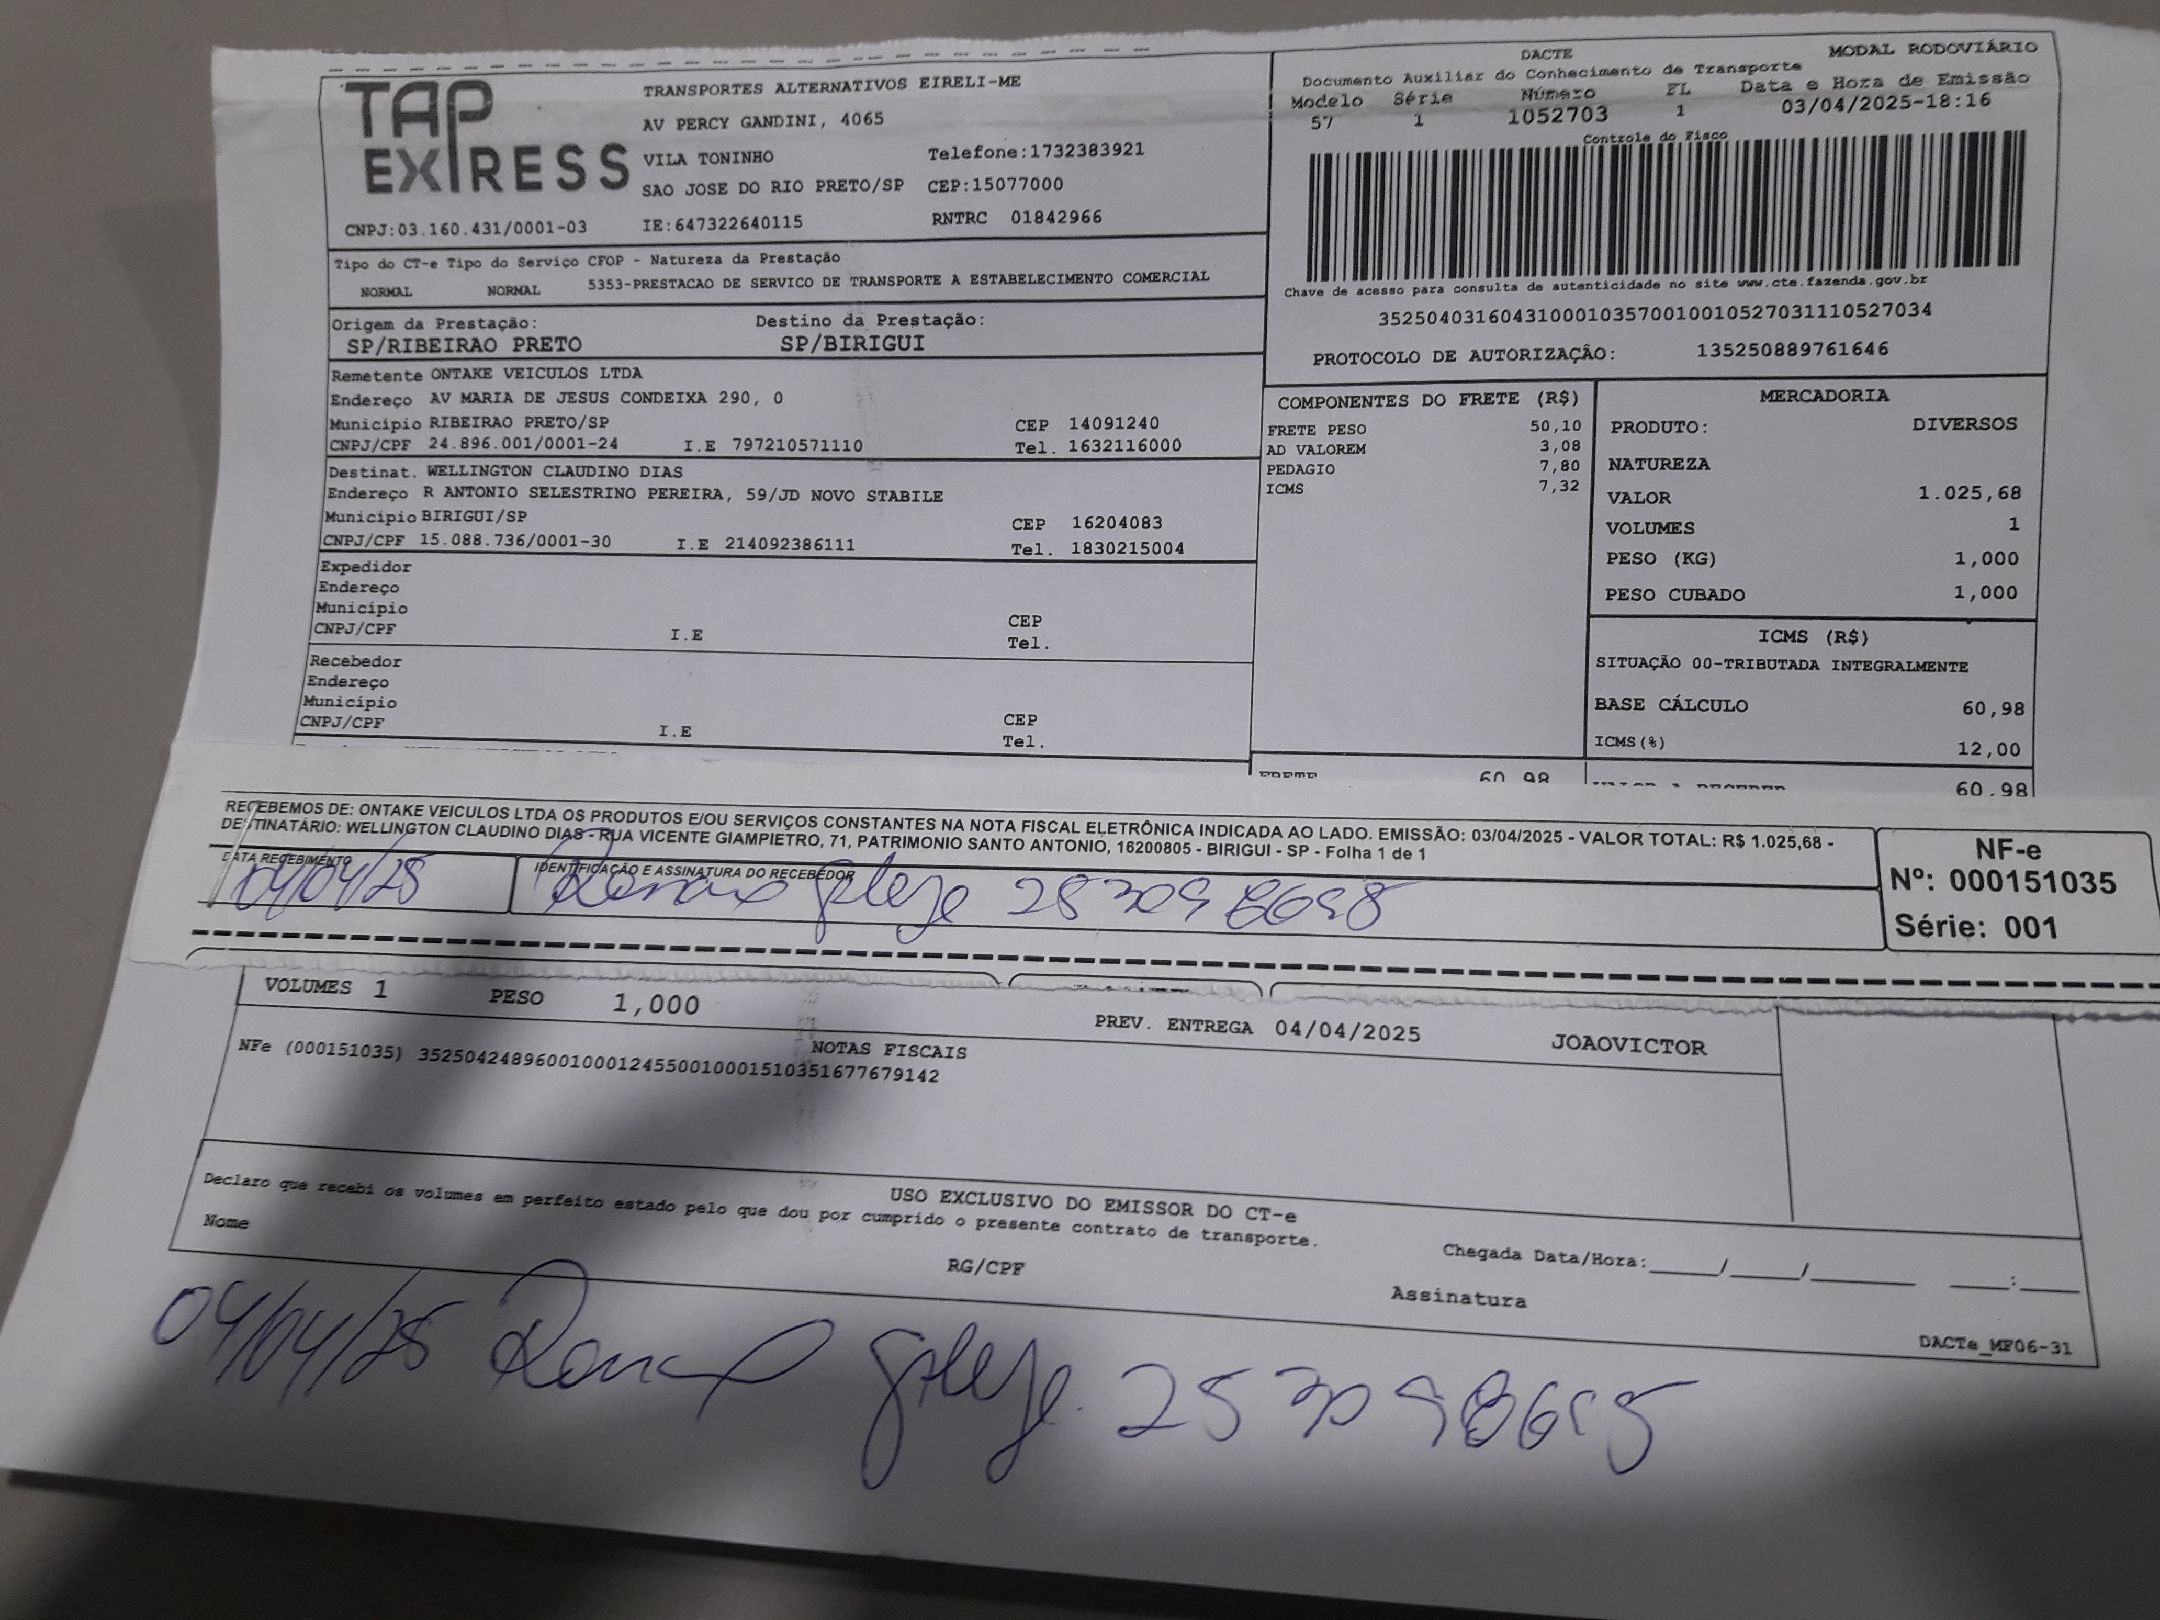 TAP EXPRESS
TRANSPORTES ALTERNATIVOS EIRELI-ME
AV PERCY GANDINI, 4065
VILA TONINHO Telefone:1732383921
SAO JOSE DO RIO PRETO/SP CEP:15077000
CNPJ:03.160.431/0001-03 IE:647322640115 RNTRC 01842966
DACTE MODAL RODOVIÁRIO
Documento Auxiliar do Conhecimento de Transporte
Modelo Série Número FL Data e Hora de Emissão
57 1 1052703 1 03/04/2025-18:16
Controle do Fisco
Chave de acesso para consulta de autenticidade no site www.cte.fazenda.gov.br
35250403160431000103570010010527031110527034
PROTOCOLO DE AUTORIZAÇÃO: 135250889761646
Tipo do CT-e Tipo do Serviço CFOP - Natureza da Prestação
NORMAL NORMAL 5353-PRESTACAO DE SERVICO DE TRANSPORTE A ESTABELECIMENTO COMERCIAL
Origem da Prestação: Destino da Prestação:
SP/RIBEIRAO PRETO SP/BIRIGUI
Remetente ONTAKE VEICULOS LTDA
Endereço AV MARIA DE JESUS CONDEIXA 290, 0
Município RIBEIRAO PRETO/SP CEP 14091240
CNPJ/CPF 24.896.001/0001-24 I.E 797210571110 Tel. 1632116000
Destinat. WELLINGTON CLAUDINO DIAS
Endereço R ANTONIO SELESTRINO PEREIRA, 59/JD NOVO STABILE
Município BIRIGUI/SP CEP 16204083
CNPJ/CPF 15.088.736/0001-30 I.E 214092386111 Tel. 1830215004
Expedidor
Endereço
Município CEP
CNPJ/CPF I.E Tel.
Recebedor
Endereço
Município CEP
CNPJ/CPF I.E Tel.
COMPONENTES DO FRETE (R$)
FRETE PESO 50,10
AD VALOREM 3,08
PEDAGIO 7,80
ICMS 7,32
FRETE 60,98
MERCADORIA
PRODUTO: DIVERSOS
NATUREZA
VALOR 1.025,68
VOLUMES 1
PESO (KG) 1,000
PESO CUBADO 1,000
ICMS (R$)
SITUAÇÃO 00-TRIBUTADA INTEGRALMENTE
BASE CÁLCULO 60,98
ICMS(%) 12,00
60,98
RECEBEMOS DE: ONTAKE VEICULOS LTDA OS PRODUTOS E/OU SERVIÇOS CONSTANTES NA NOTA FISCAL ELETRÔNICA INDICADA AO LADO. EMISSÃO: 03/04/2025 - VALOR TOTAL: R$ 1.025,68 -
DESTINATÁRIO: WELLINGTON CLAUDINO DIAS - RUA VICENTE GIAMPIETRO, 71, PATRIMONIO SANTO ANTONIO, 16200805 - BIRIGUI - SP - Folha 1 de 1
DATA RECEBIMENTO IDENTIFICAÇÃO E ASSINATURA DO RECEBEDOR
04/04/25
NF-e
Nº: 000151035
Série: 001
VOLUMES 1 PESO 1,000 PREV. ENTREGA 04/04/2025 JOAOVICTOR
NOTAS FISCAIS
NFe (000151035) 35250424896001000124550010001510351677679142
USO EXCLUSIVO DO EMISSOR DO CT-e
Declaro que recebi os volumes em perfeito estado pelo que dou por cumprido o presente contrato de transporte.
Nome RG/CPF Assinatura Chegada Data/Hora:____/____/______ ____:____
DACTe_MF06-31
04/04/25